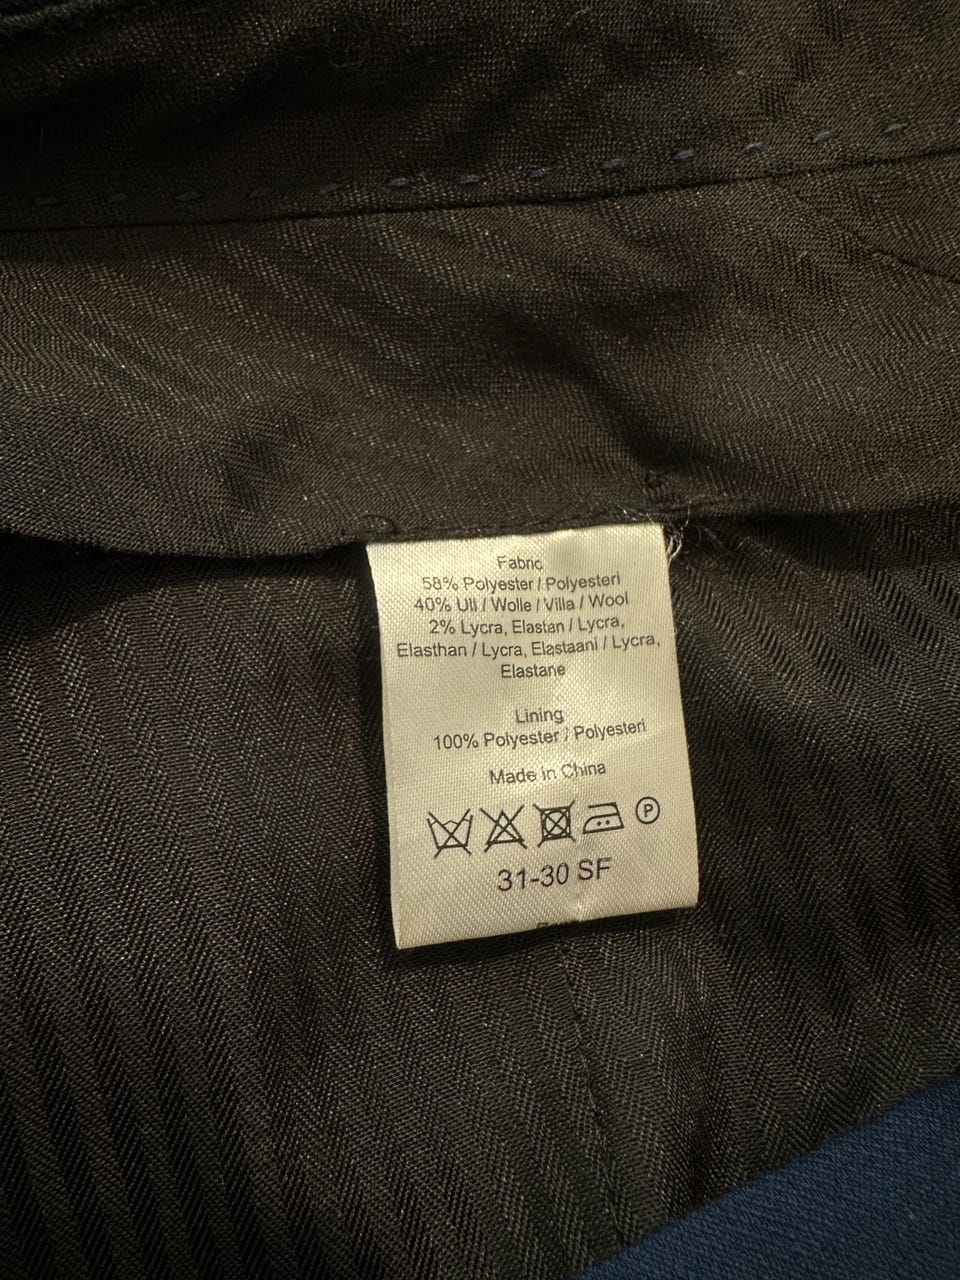 Fabric
58% Polyester / Polyesteri
40% Ull / Wolle / Villa / Wool
2% Lycra, Elastan / Lycra,
Elasthan / Lycra, Elastaani / Lycra,
Elastane
Lining
100% Polyester / Polyesteri
Made in China
P
31-30 SF